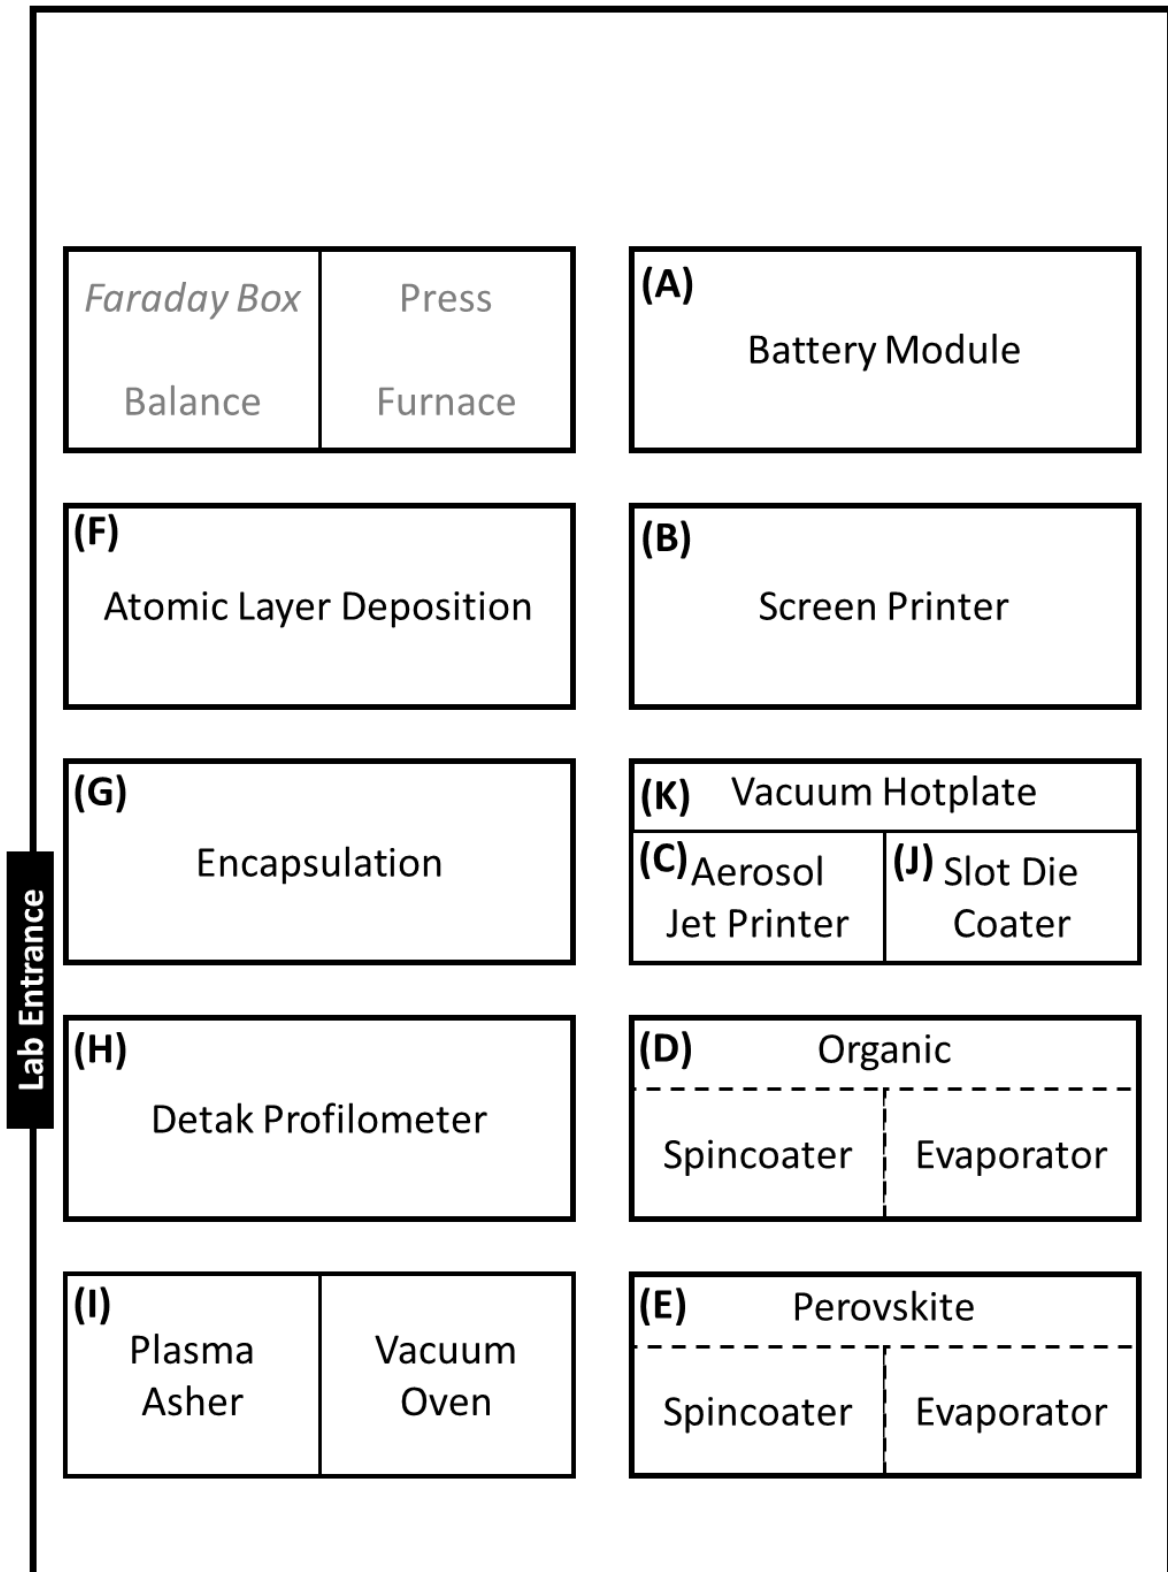 Faraday Box
Balance
Press
Furnace
(A)
Battery Module
(F)
Atomic Layer Deposition
(B)
Screen Printer
(G)
Encapsulation
(K) Vacuum Hotplate
(C) Aerosol
Jet Printer
(J) Slot Die
Coater
Lab Entrance
(H)
Detak Profilometer
(D) Organic
Spincoater
Evaporator
(I)
Plasma
Asher
Vacuum
Oven
(E) Perovskite
Spincoater
Evaporator